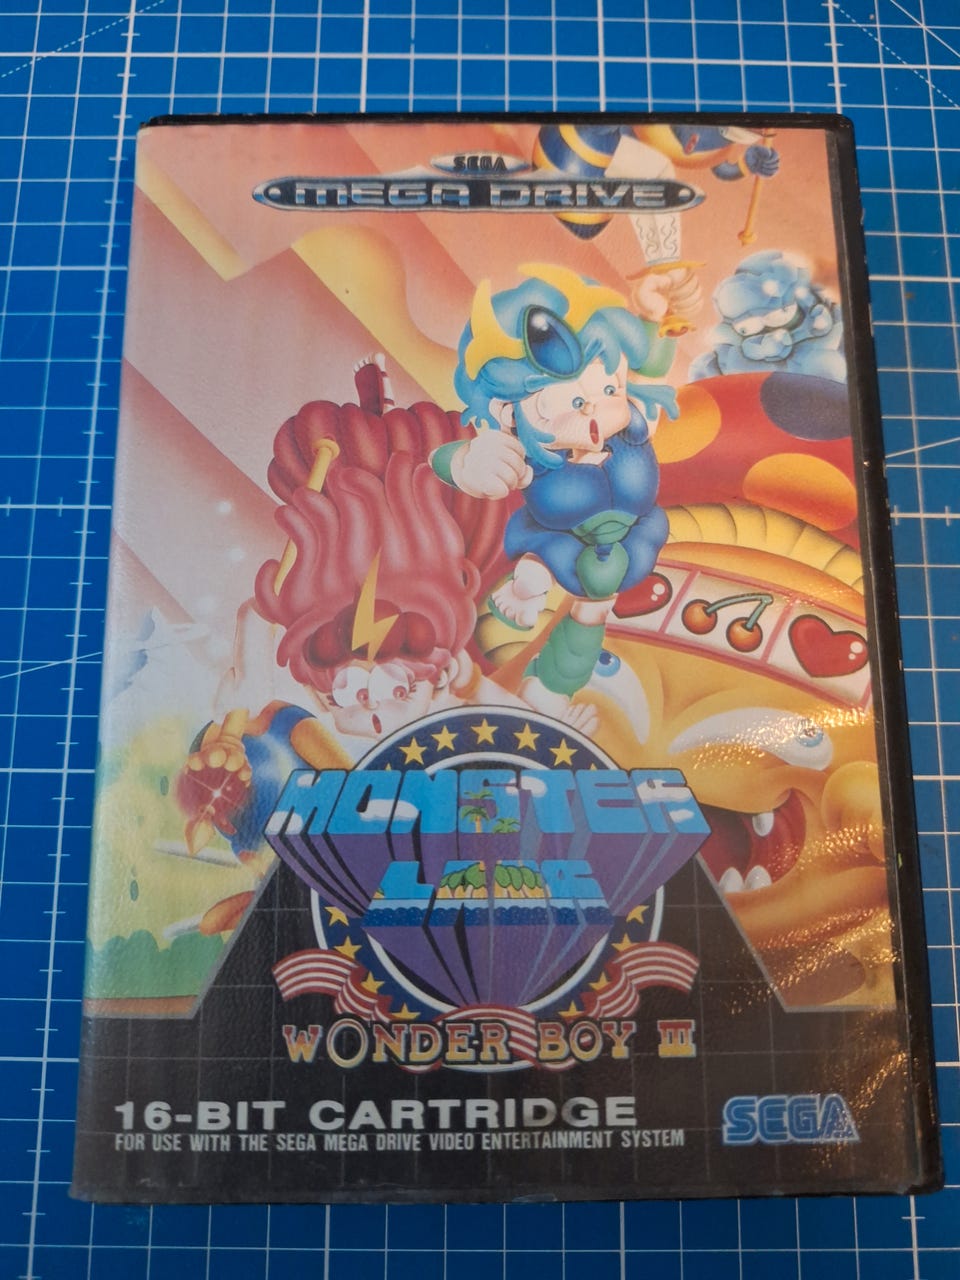 SEGA
MEGA DRIVE
MONSTER
LAIR
WONDER BOY III
16-BIT CARTRIDGE
FOR USE WITH THE SEGA MEGA DRIVE VIDEO ENTERTAINMENT SYSTEM
SEGA